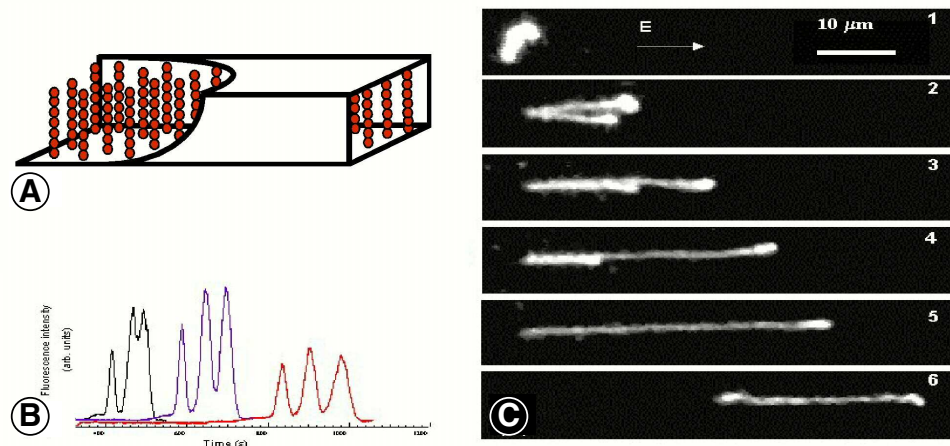 A
B
Fluorescence intensity
(arb. units)
400 600 800 1000 1200
Time (s)
C
1
E
10 μm
2
3
4
5
6